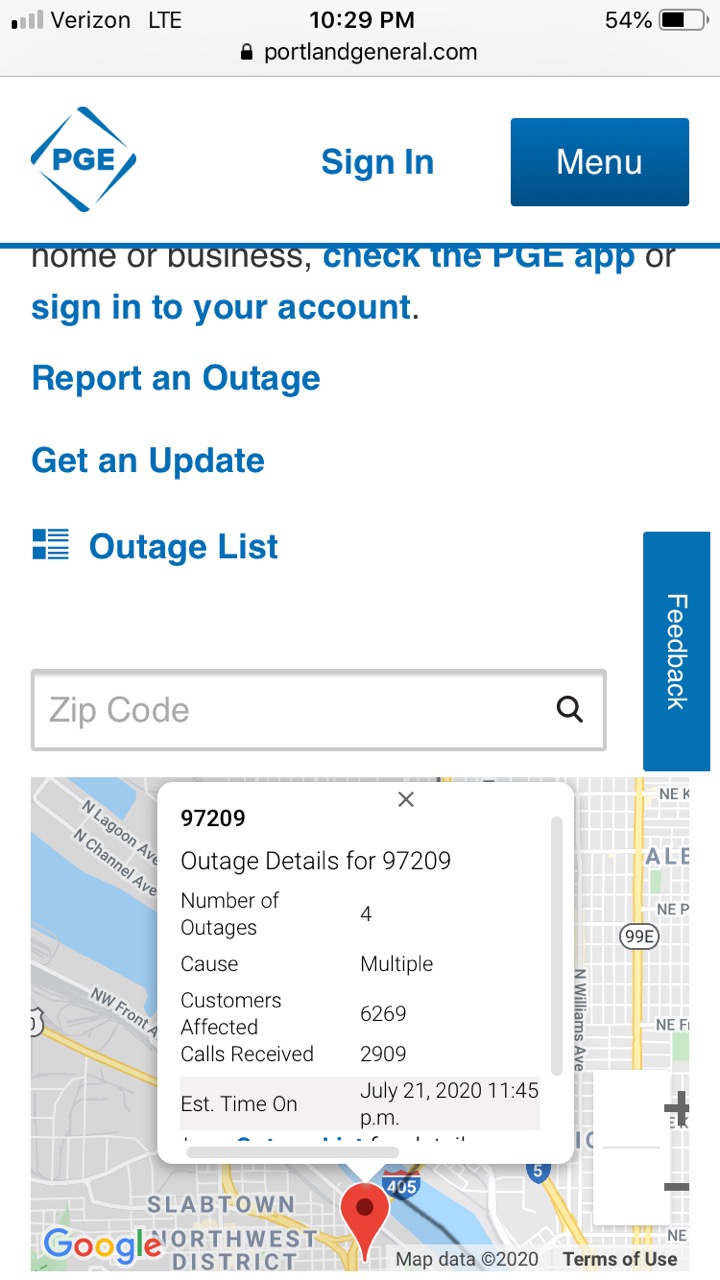 Verizon LTE 10:29 PM 54%
portlandgeneral.com
PGE Sign In Menu
home or business, check the PGE app or
sign in to your account.
Report an Outage
Get an Update
Outage List
Feedback
Zip Code
97209
Outage Details for 97209
Number of
Outages
4
Cause Multiple
Customers
Affected
6269
Calls Received 2909
Est. Time On
July 21, 2020 11:45
p.m.
N Lagoon Ave
N Channel Ave
NW Front A
NE K
ALB
NE P
99E
N Williams Ave
NE F
NE
405
5
SLABTOWN
NORTHWEST
DISTRICT
Google
Map data ©2020 Terms of Use